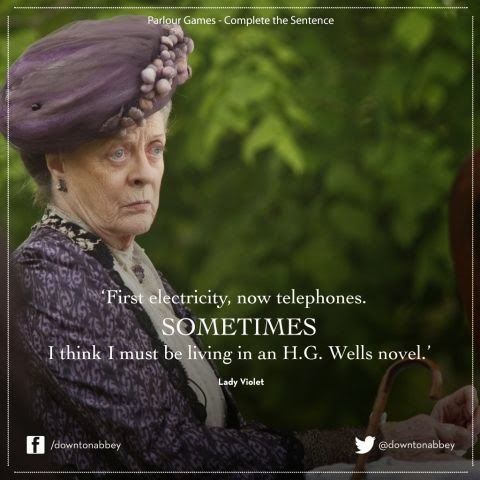 Parlour Games - Complete the Sentence
‘First electricity, now telephones.
SOMETIMES
I think I must be living in an H.G. Wells novel.’
Lady Violet
f /downtonabbey
@downtonabbey